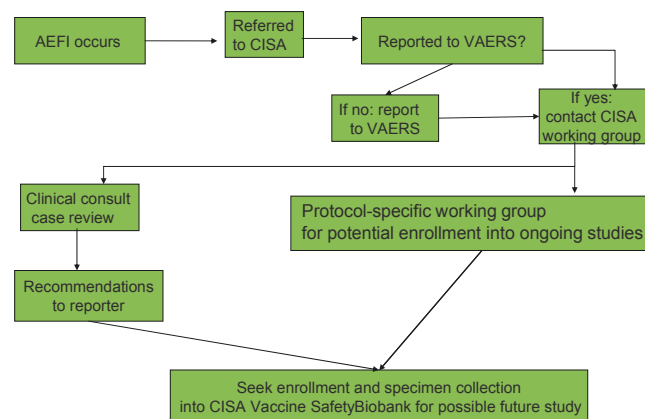 AEFI occurs
Referred
to CISA
Reported to VAERS?
If no: report
to VAERS
If yes:
contact CISA
working group
Clinical consult
case review
Protocol-specific working group
for potential enrollment into ongoing studies
Recommendations
to reporter
Seek enrollment and specimen collection
into CISA Vaccine SafetyBiobank for possible future study